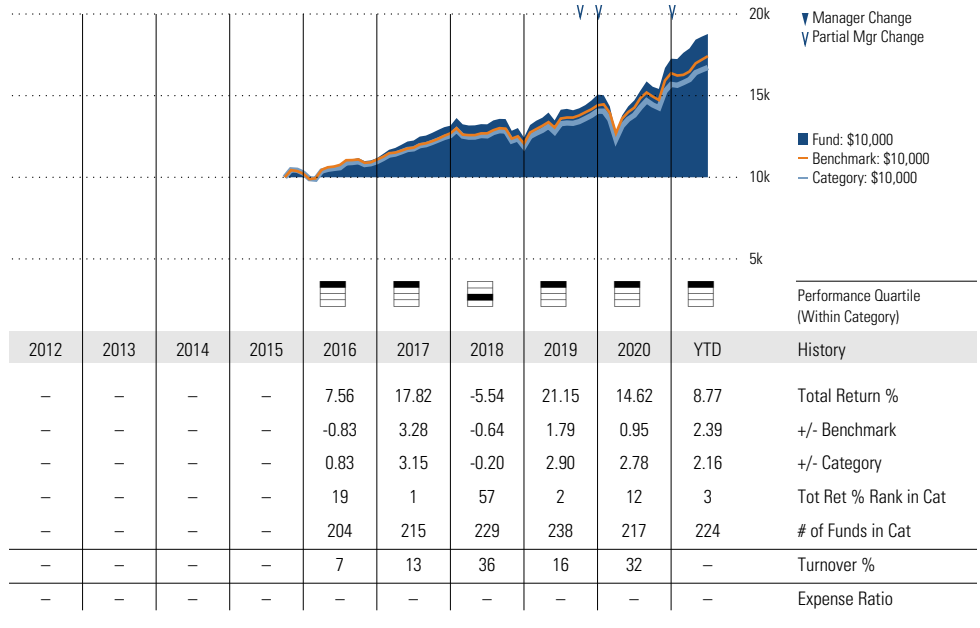 20k
15k
10k
5k
Manager Change
Partial Mgr Change
Fund: $10,000
Benchmark: $10,000
Category: $10,000
Performance Quartile
(Within Category)
2012 2013 2014 2015 2016 2017 2018 2019 2020 YTD History
– – – – 7.56 17.82 -5.54 21.15 14.62 8.77 Total Return %
– – – – -0.83 3.28 -0.64 1.79 0.95 2.39 +/- Benchmark
– – – – 0.83 3.15 -0.20 2.90 2.78 2.16 +/- Category
– – – – 19 1 57 2 12 3 Tot Ret % Rank in Cat
– – – – 204 215 229 238 217 224 # of Funds in Cat
– – – – 7 13 36 16 32 – Turnover %
– – – – – – – – – – Expense Ratio